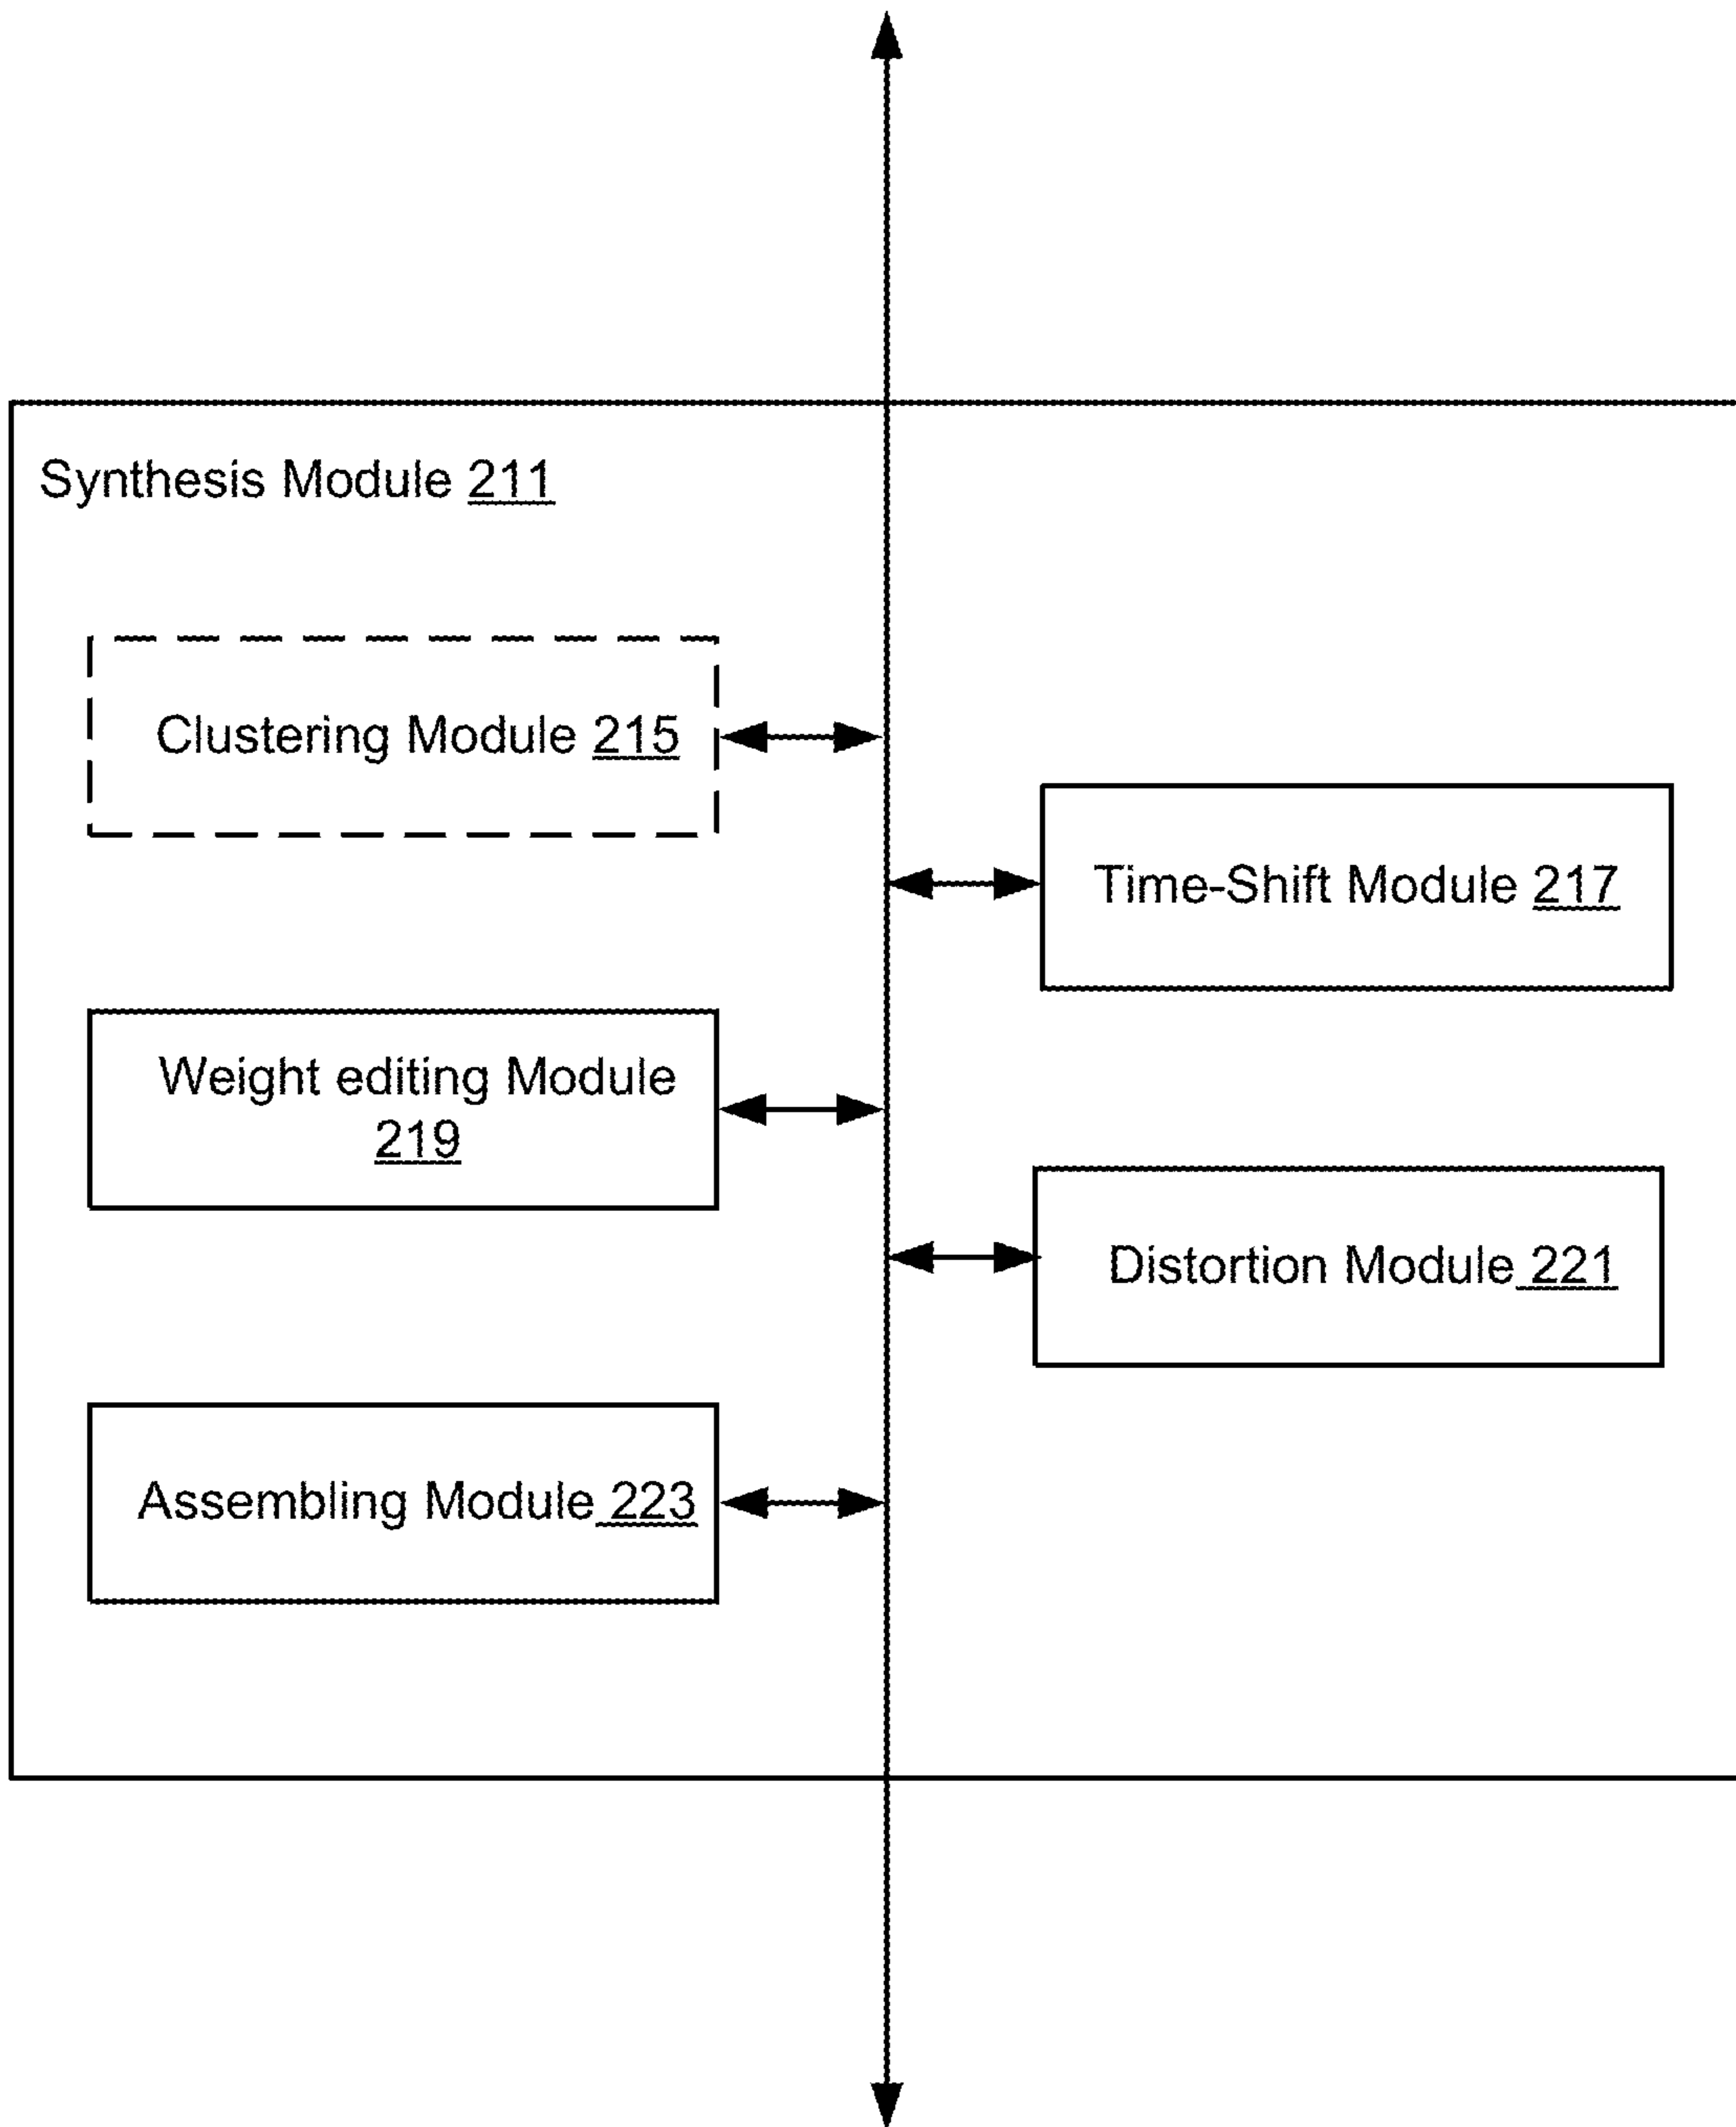 Synthesis Module 211
Clustering Module 215
Time-Shift Module 217
Weight editing Module
219
Distortion Module 221
Assembling Module 223